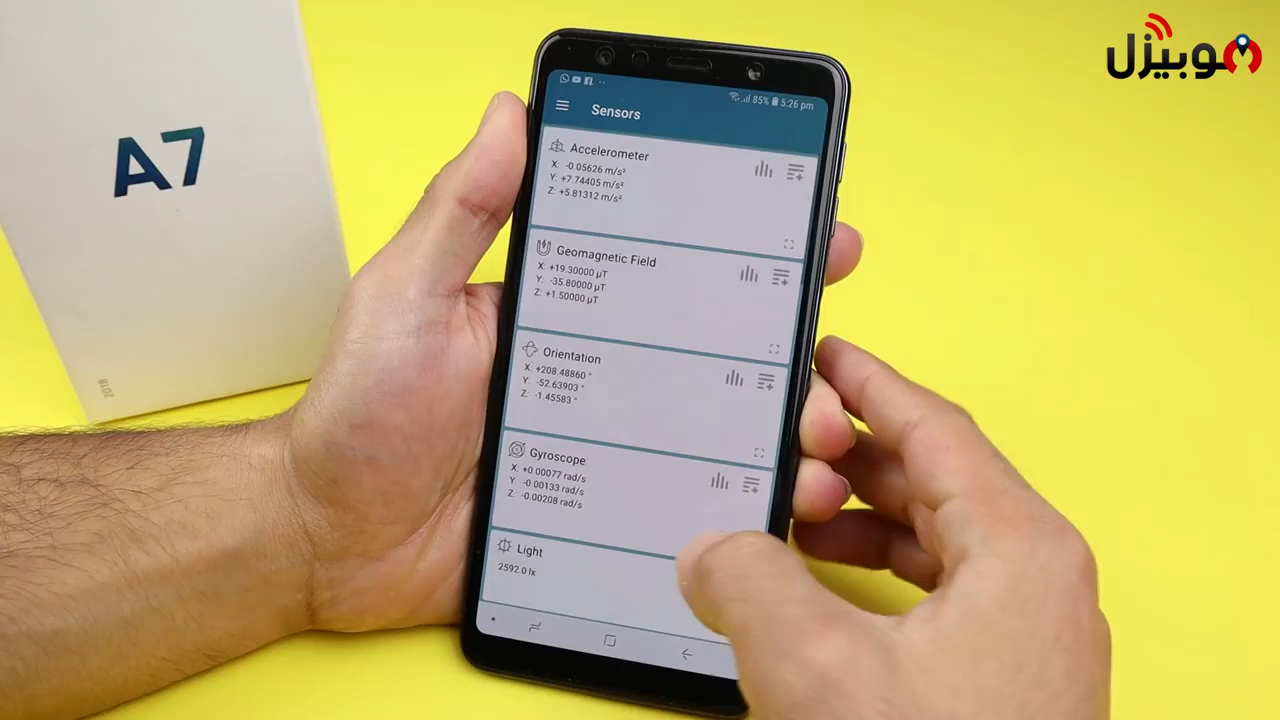 موبيزل
A7
2018
85% 5:26 pm
Sensors
Accelerometer
X: -0.05626 m/s²
Y: +7.74405 m/s²
Z: +5.81312 m/s²
Geomagnetic Field
X: +19.30000 µT
Y: -35.80000 µT
Z: +1.50000 µT
Orientation
X: +208.48860 °
Y: -52.63903 °
Z: -1.45583 °
Gyroscope
X: +0.00077 rad/s
Y: -0.00133 rad/s
Z: -0.00208 rad/s
Light
2592.0 lx